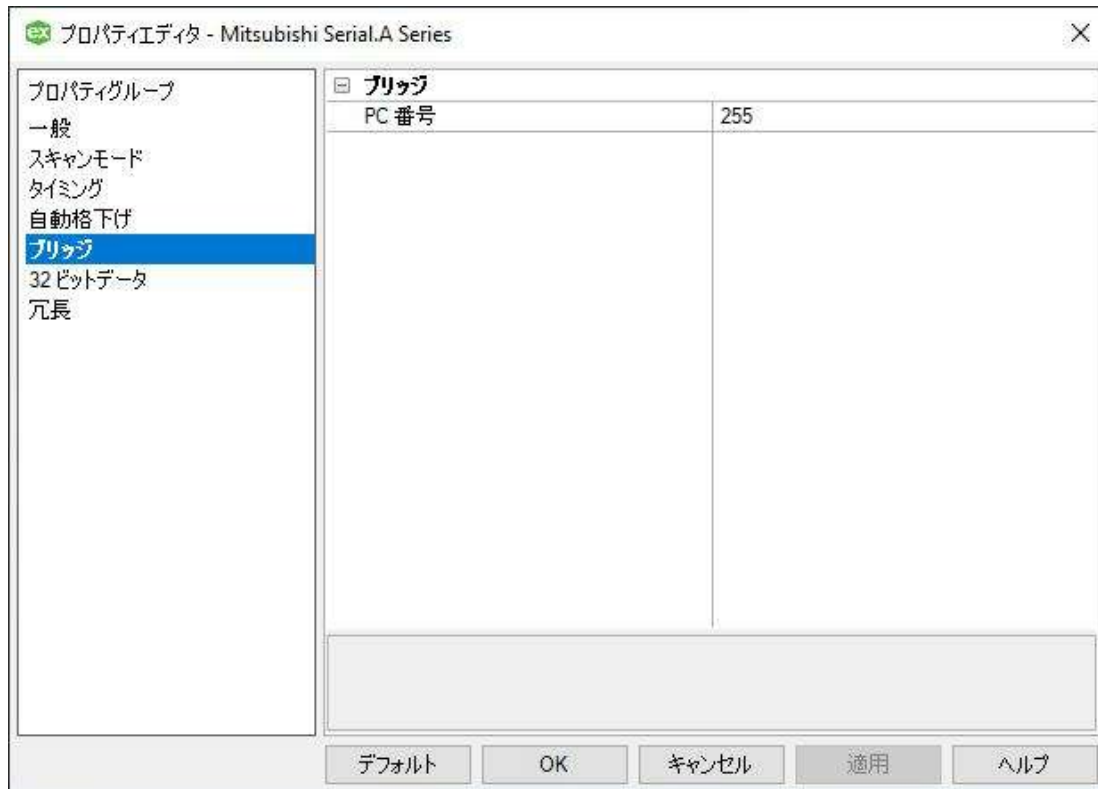 プロパティエディタ - Mitsubishi Serial.A Series
プロパティグループ
一般
スキャンモード
タイミング
自動格下げ
ブリッジ
32 ビットデータ
冗長
ブリッジ
PC 番号 255
デフォルト OK キャンセル 適用 ヘルプ